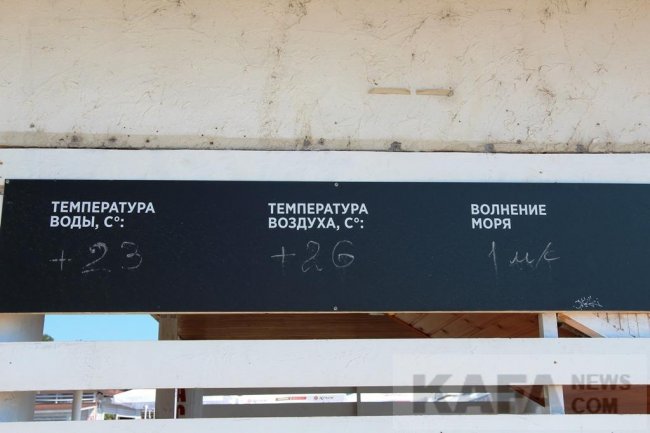 ТЕМПЕРАТУРА
ВОДЫ, С°:
+23
ТЕМПЕРАТУРА
ВОЗДУХА, С°:
+26
ВОЛНЕНИЕ
МОРЯ
1 м/с
KAFA NEWS
COM